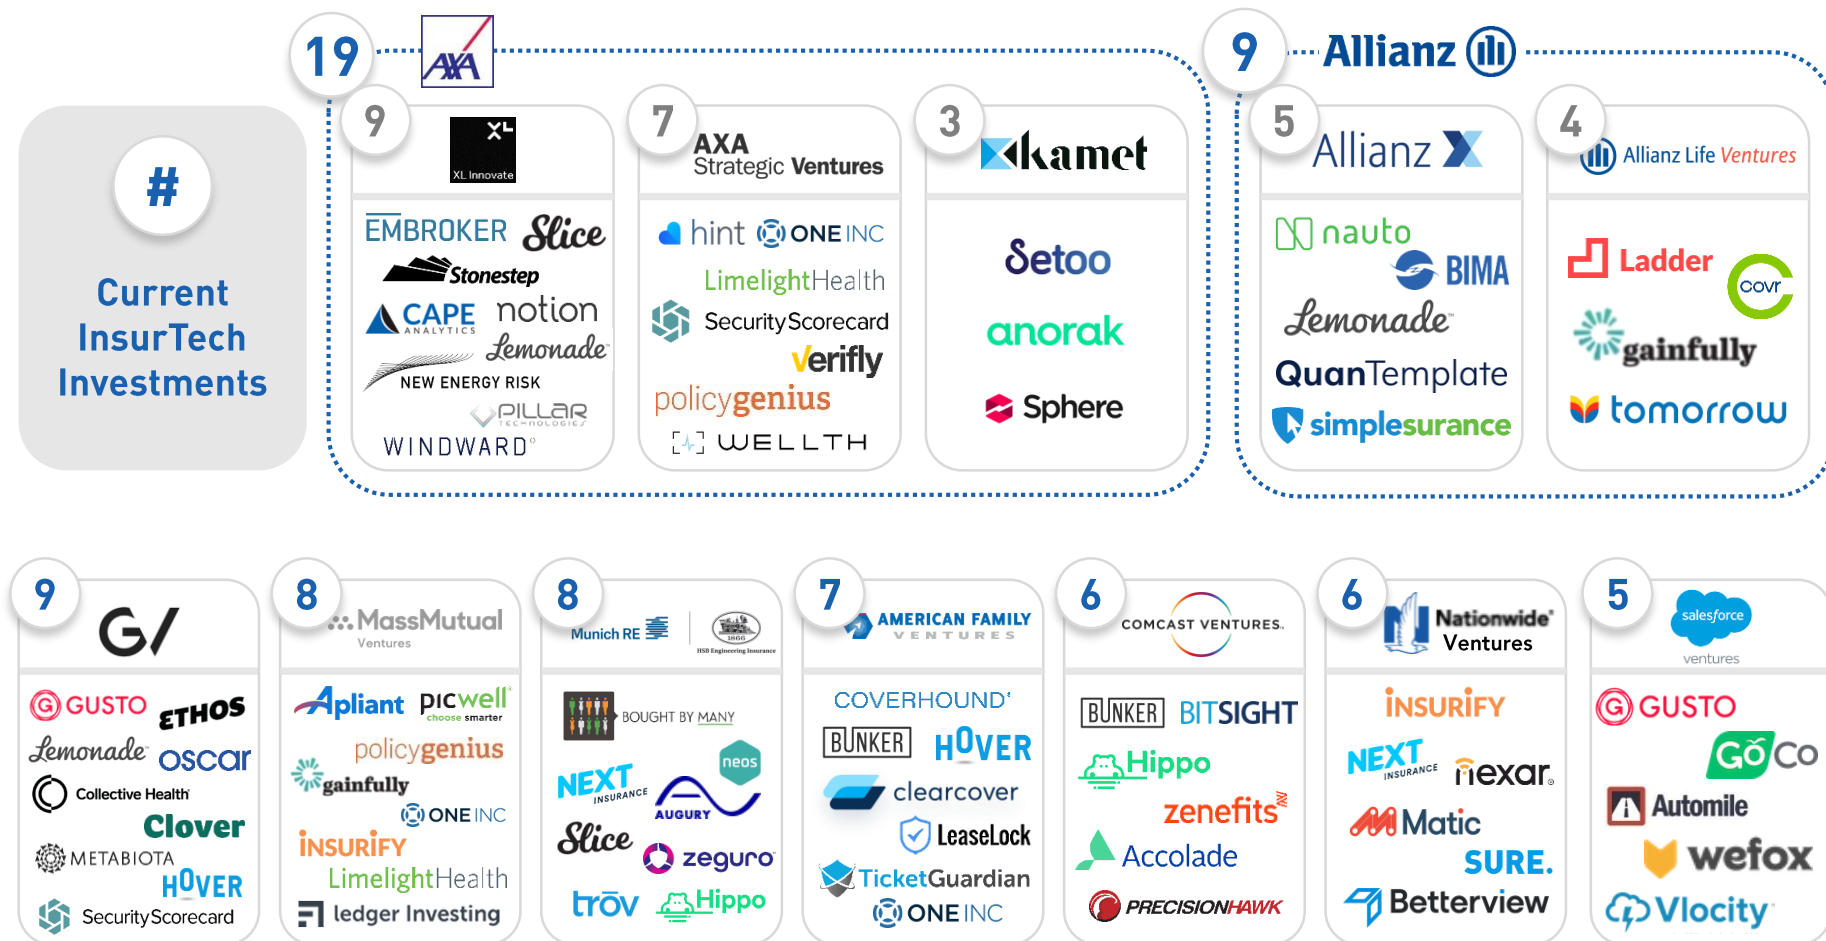 19
AXA
9
Allianz
#
Current
InsurTech
Investments
9
XL
XL Innovate
EMBROKER
Slice
Stonestep
CAPE
ANALYTICS
notion
Lemonade
NEW ENERGY RISK
PILLAR
TECHNOLOGIES
WINDWARD
7
AXA
Strategic Ventures
hint
ONE INC
LimelightHealth
SecurityScorecard
Verifly
policygenius
WELLTH
3
kamet
Setoo
anorak
Sphere
5
Allianz X
nauto
BIMA
Lemonade
QuanTemplate
simplesurance
4
Allianz Life Ventures
Ladder
covr
gainfully
tomorrow
9
G/
GUSTO
ETHOS
Lemonade
oscar
Collective Health
Clover
METABIOTA
HOVER
SecurityScorecard
8
MassMutual
Ventures
Apliant
picwell
choose smarter
policygenius
gainfully
ONE INC
INSURIFY
LimelightHealth
ledger Investing
8
Munich RE
1866
HSB Engineering Insurance
BOUGHT BY MANY
neos
NEXT
INSURANCE
AUGURY
Slice
zeguro
trōv
Hippo
7
AMERICAN FAMILY
VENTURES
COVERHOUND
BUNKER
HOVER
clearcover
LeaseLock
TicketGuardian
ONE INC
6
COMCAST VENTURES.
BUNKER
BITSIGHT
Hippo
zenefits
Accolade
PRECISIONHAWK
6
Nationwide®
Ventures
INSURIFY
NEXT
INSURANCE
nexar
Matic
SURE.
Betterview
5
salesforce
ventures
GUSTO
GoCo
Automile
wefox
Vlocity